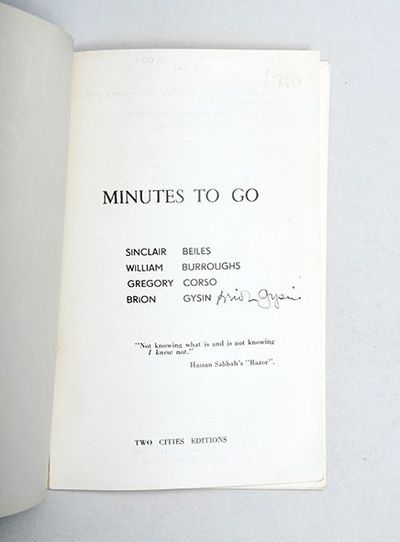 MINUTES TO GO
SINCLAIR BEILES
WILLIAM BURROUGHS
GREGORY CORSO
BRION GYSIN Brion Gysin
"Not knowing what is and is not knowing
I knew not."
Hassan Sabbah's "Razor".
TWO CITIES EDITIONS